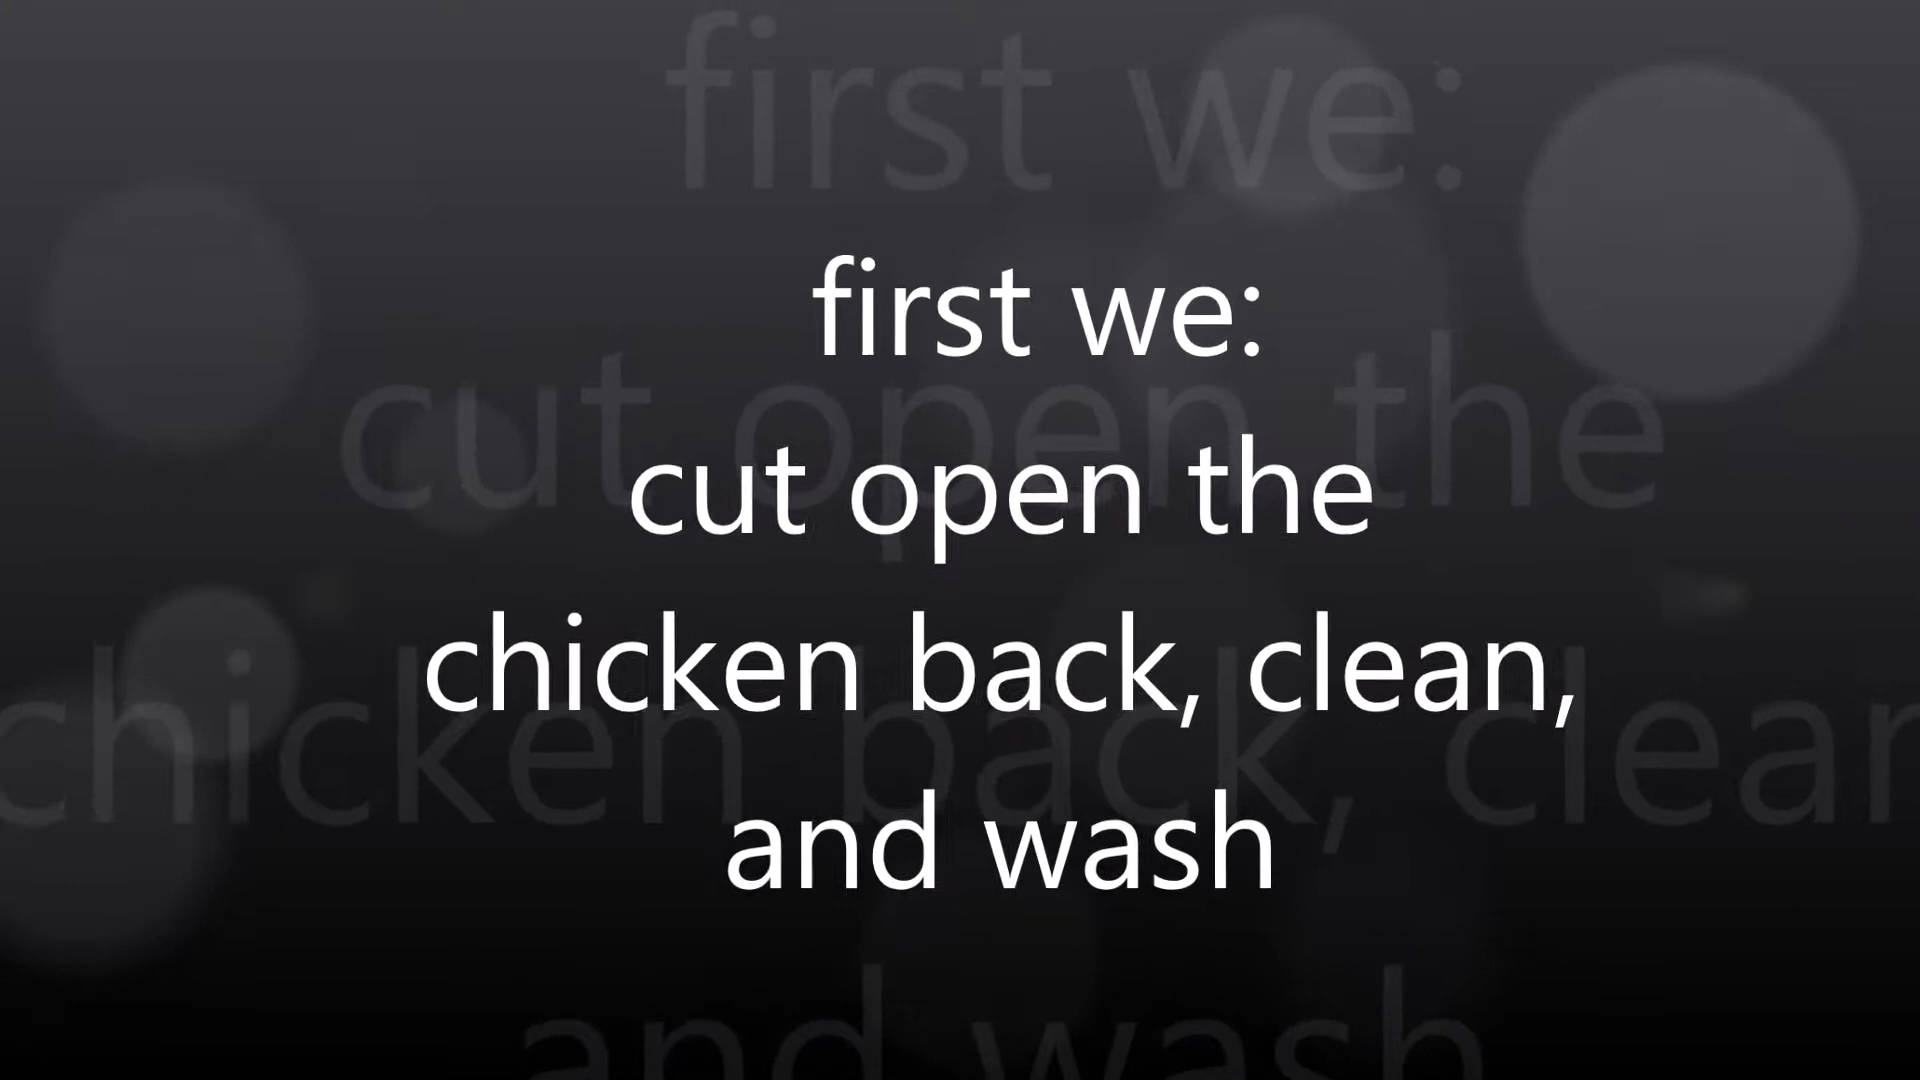 first we:
cut open the
chicken back, clean,
and wash